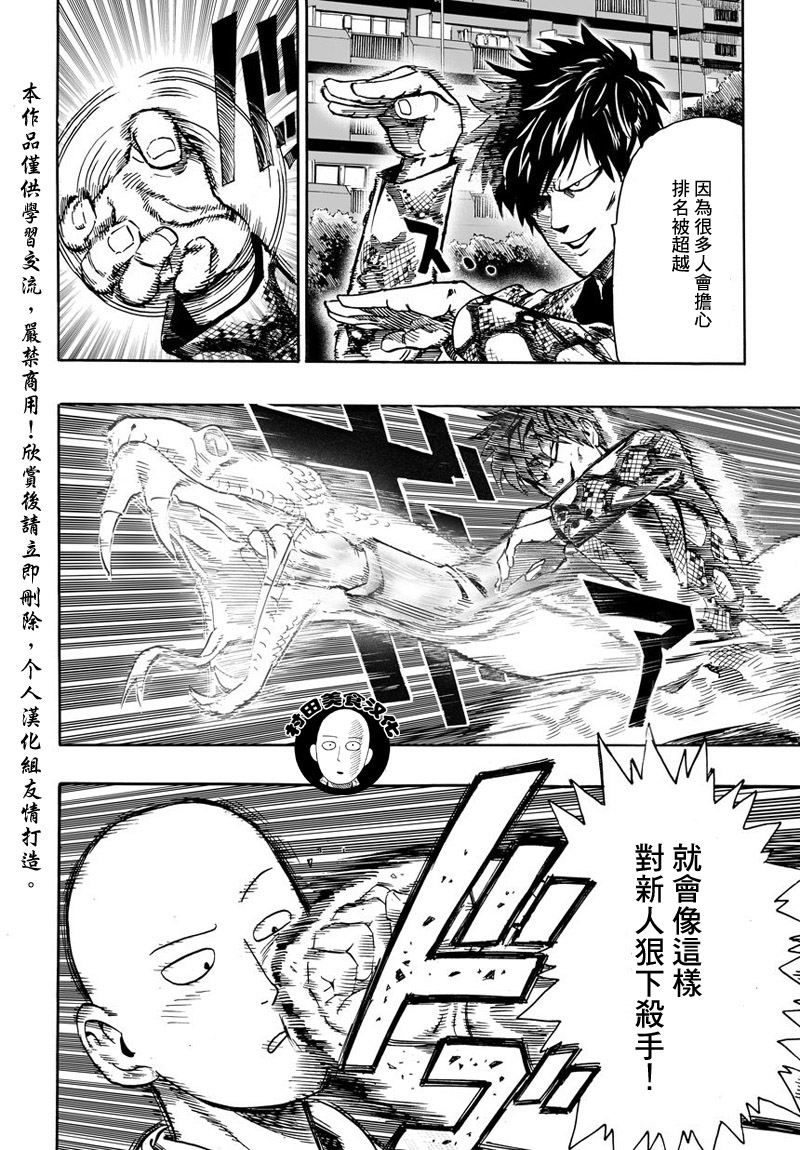 因為很多人會擔心
排名被超越
ズ
村田美食汉化
就會像這樣
對新人狠下殺手！
本作品僅供學習交流，嚴禁商用！欣賞後請立即刪除，个人漢化組友情打造。